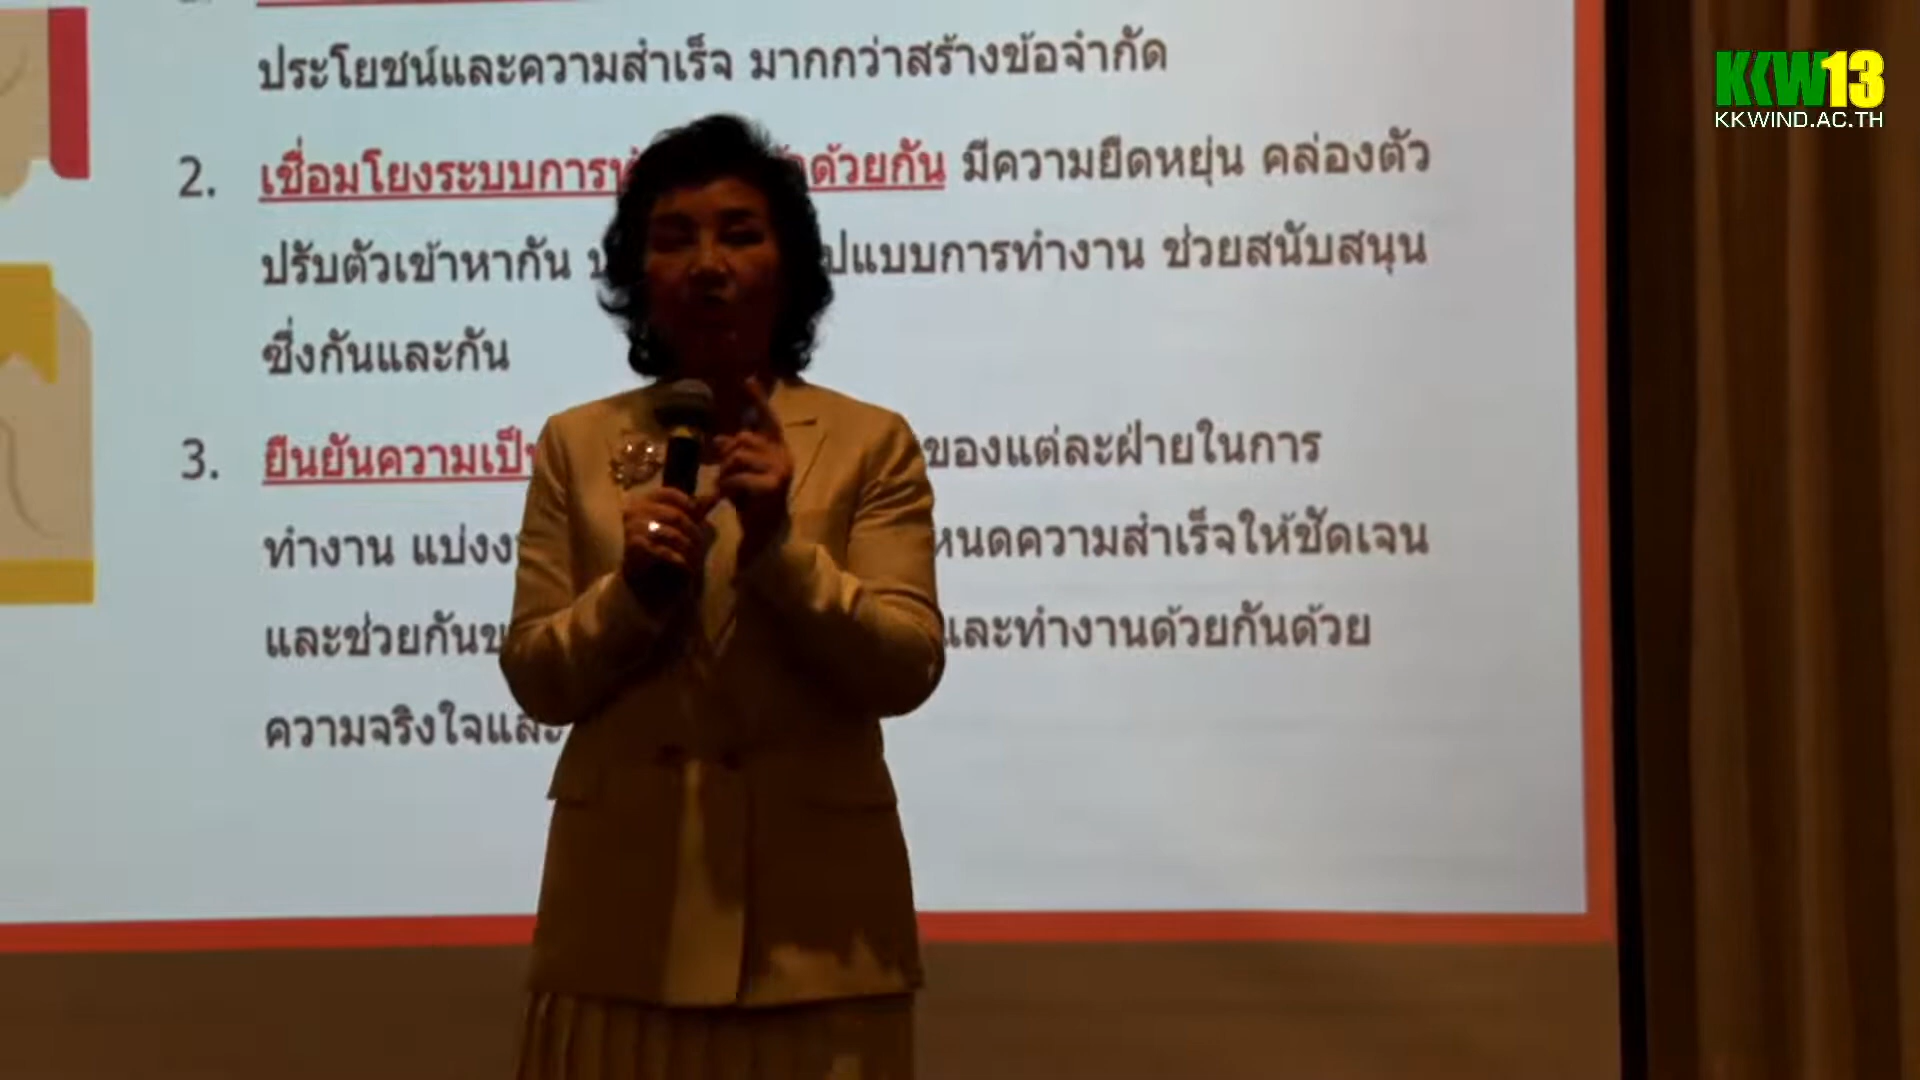 ประโยชน์และความสำเร็จ มากกว่าสร้างข้อจำกัด
KKW13
KKWIND.AC.TH
2. เชื่อมโยงระบบการ ด้วยกัน มีความยืดหยุ่น คล่องตัว
ปรับตัวเข้าหากัน ปแบบการทำงาน ช่วยสนับสนุน
ซึ่งกันและกัน
3. ยืนยันความเป็น ของแต่ละฝ่ายในการ
ทำงาน แบ่ง หนดความสำเร็จให้ชัดเจน
และช่วยกัน และทำงานด้วยกันด้วย
ความจริงใจและ